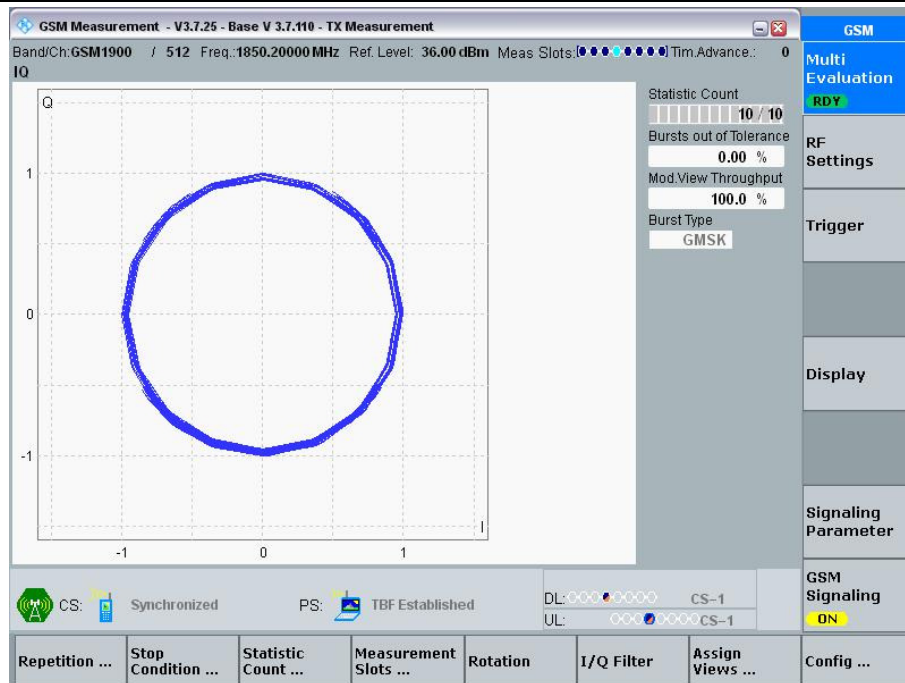 GSM Measurement - V3.7.25 - Base V 3.7.110 - TX Measurement
Band/Ch:GSM1900 / 512 Freq.:1850.20000 MHz Ref. Level: 36.00 dBm Meas Slots: Tim.Advance.: 0
IQ
Q
1
0
-1
I
-1 0 1
Statistic Count
10 / 10
Bursts out of Tolerance
0.00 %
Mod.View Throughput
100.0 %
Burst Type
GMSK
GSM
Multi
Evaluation
RDY
RF
Settings
Trigger
Display
Signaling
Parameter
GSM
Signaling
ON
CS: Synchronized PS: TBF Established
DL: CS-1
UL: CS-1
Repetition ...
Stop
Condition ...
Statistic
Count ...
Measurement
Slots ...
Rotation
I/Q Filter
Assign
Views ...
Config ...